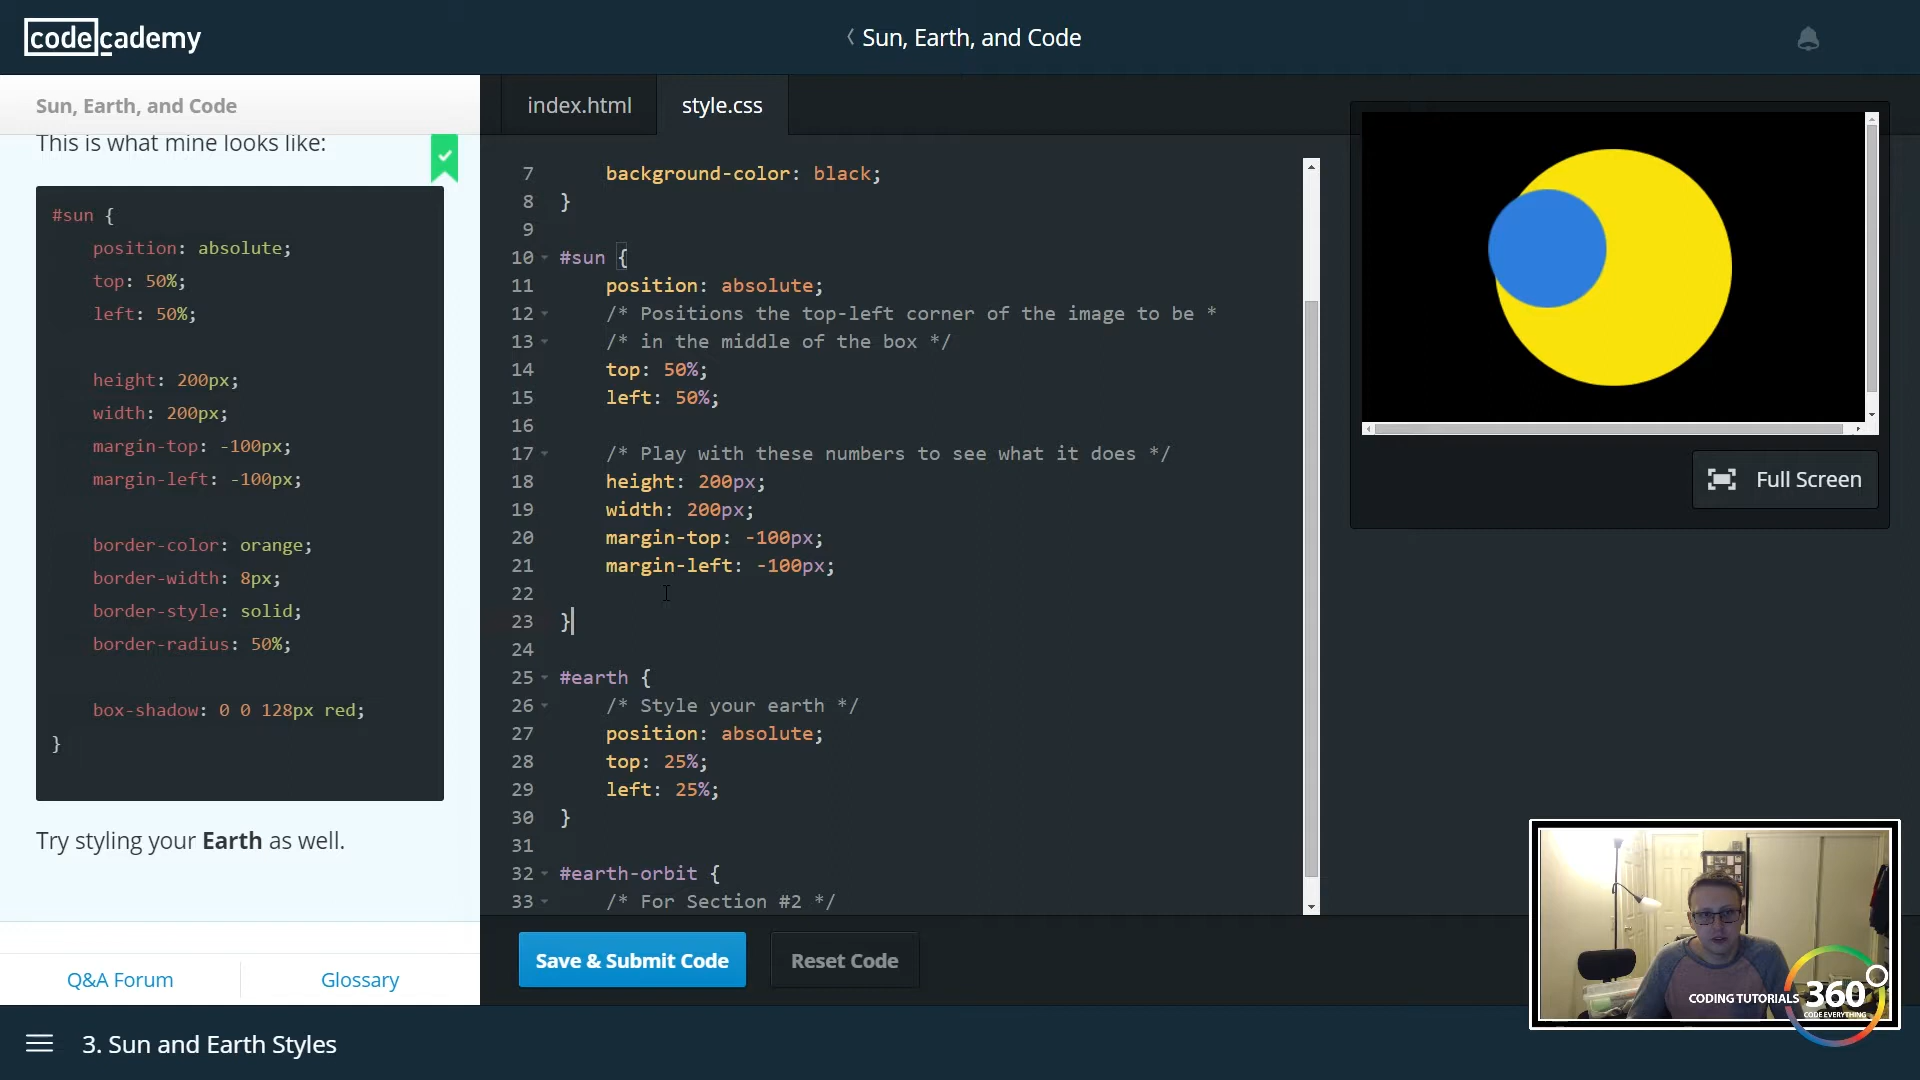 codecademy
Sun, Earth, and Code
Sun, Earth, and Code
This is what mine looks like:
#sun {
position: absolute;
top: 50%;
left: 50%;
height: 200px;
width: 200px;
margin-top: -100px;
margin-left: -100px;
border-color: orange;
border-width: 8px;
border-style: solid;
border-radius: 50%;
box-shadow: 0 0 128px red;
}
Try styling your Earth as well.
Q&A Forum
Glossary
index.html
style.css
7 background-color: black;
8 }
9
10 #sun {
11 position: absolute;
12 /* Positions the top-left corner of the image to be *
13 /* in the middle of the box */
14 top: 50%;
15 left: 50%;
16
17 /* Play with these numbers to see what it does */
18 height: 200px;
19 width: 200px;
20 margin-top: -100px;
21 margin-left: -100px;
22
23 }
24
25 #earth {
26 /* Style your earth */
27 position: absolute;
28 top: 25%;
29 left: 25%;
30 }
31
32 #earth-orbit {
33 /* For Section #2 */
Save & Submit Code
Reset Code
Full Screen
CODING TUTORIALS 360
CODE EVERYTHING
3. Sun and Earth Styles